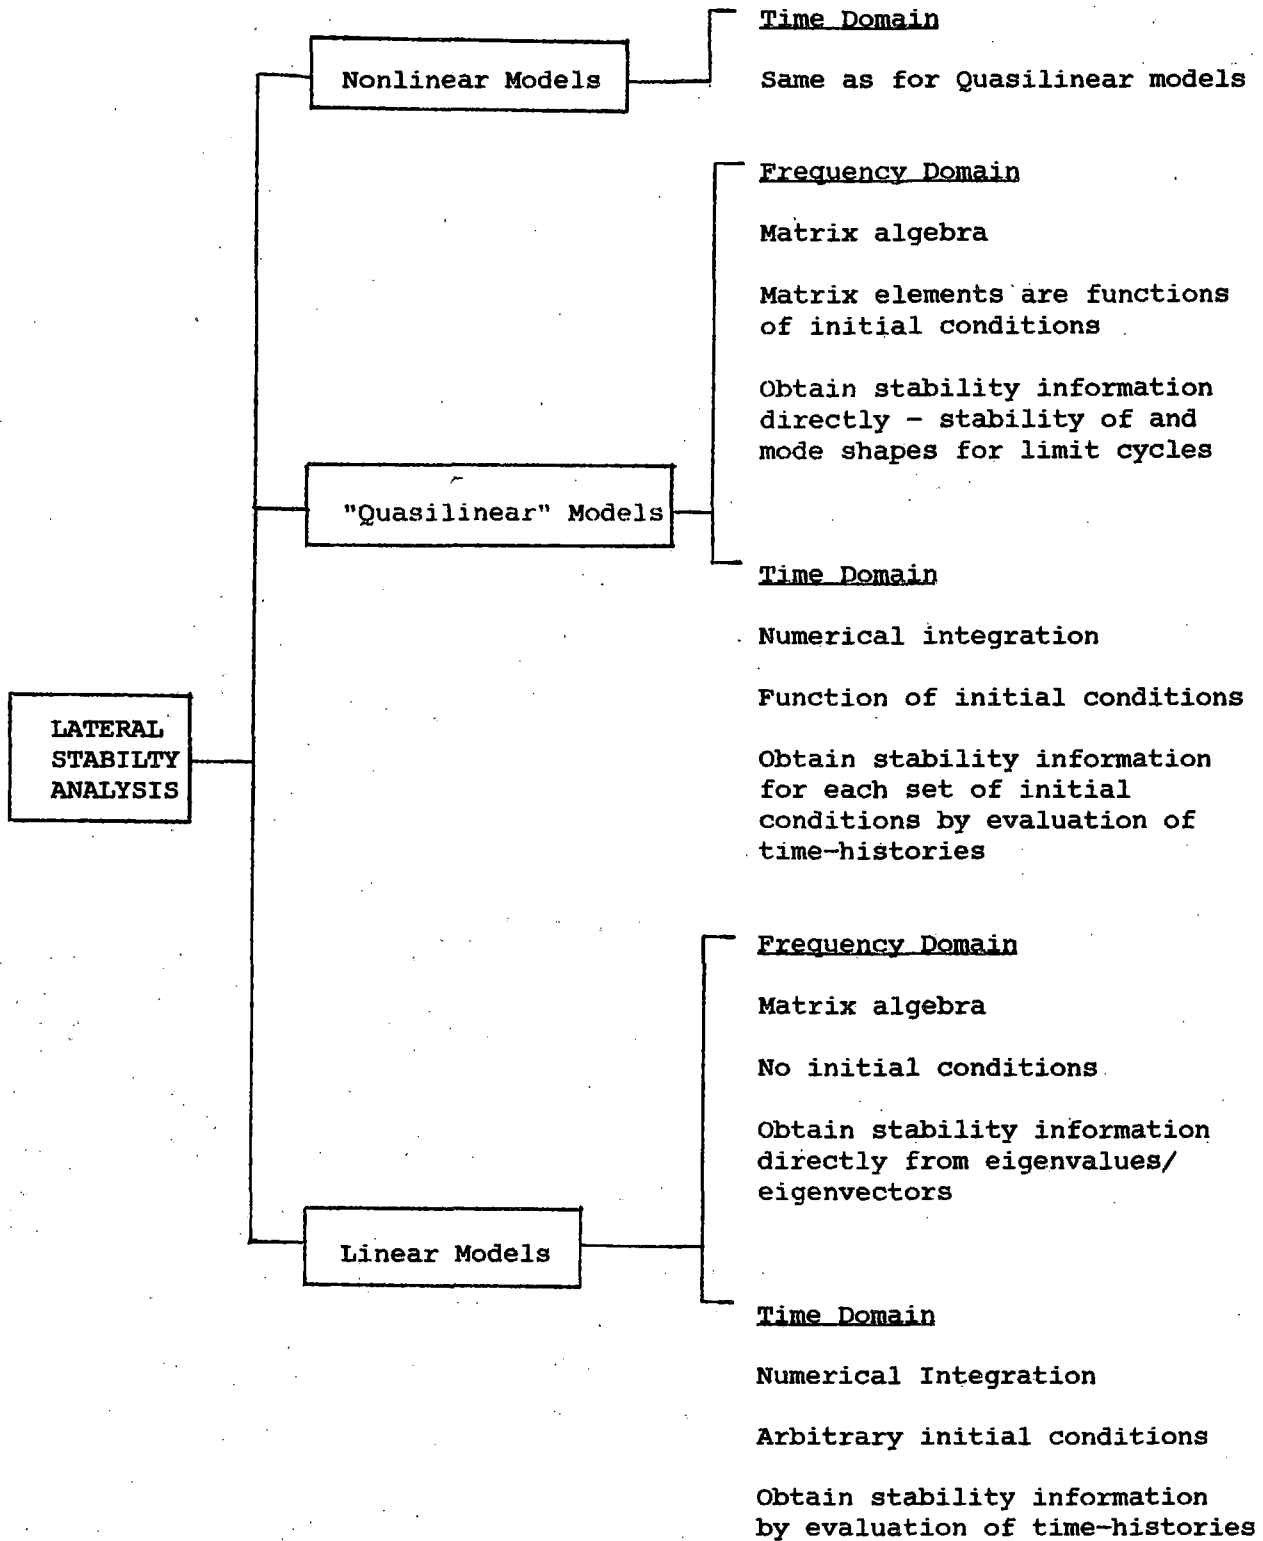 Time Domain
Nonlinear Models
Same as for Quasilinear models
Frequency Domain
Matrix algebra
Matrix elements are functions
of initial conditions
Obtain stability information
directly - stability of and
mode shapes for limit cycles
"Quasilinear" Models
Time Domain
Numerical integration
Function of initial conditions
LATERAL
STABILTY
ANALYSIS
Obtain stability information
for each set of initial
conditions by evaluation of
time-histories
Frequency Domain
Matrix algebra
No initial conditions
Obtain stability information
directly from eigenvalues/
eigenvectors
Linear Models
Time Domain
Numerical Integration
Arbitrary initial conditions
Obtain stability information
by evaluation of time-histories